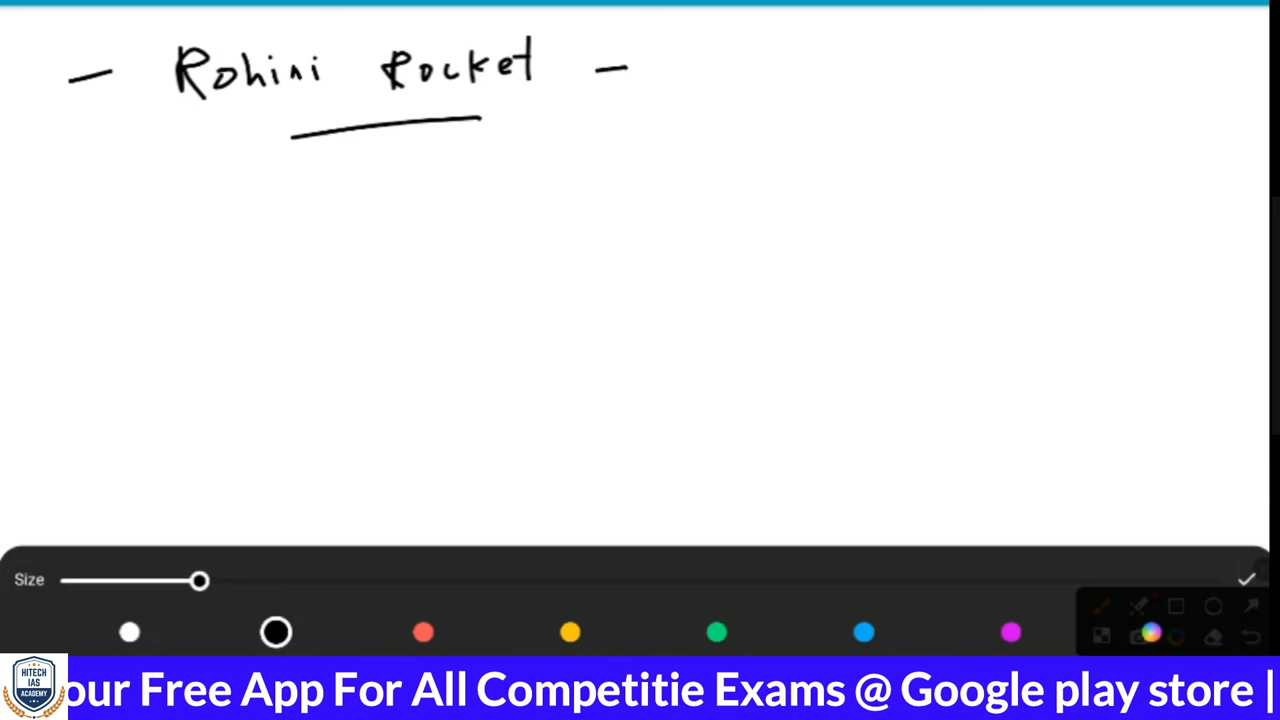 - Rohini Rocket -
Size
HITECH
IAS
ACADEMY
our Free App For All Competitie Exams @ Google play store |